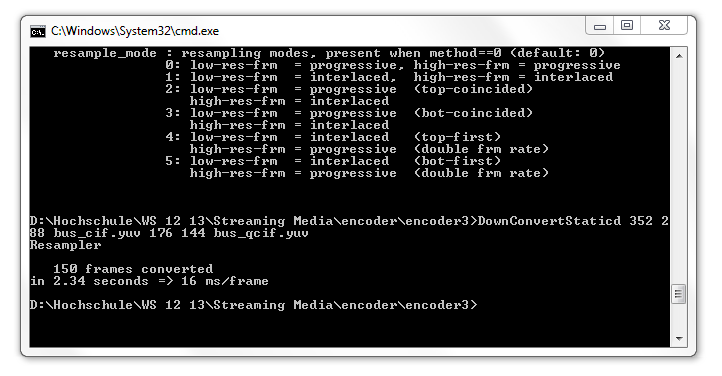 C:\Windows\System32\cmd.exe
resample_mode : resampling modes, present when method==0 (default: 0)
0: low-res-frm = progressive, high-res-frm = progressive
1: low-res-frm = interlaced, high-res-frm = interlaced
2: low-res-frm = progressive (top-coincided)
high-res-frm = interlaced
3: low-res-frm = progressive (bot-coincided)
high-res-frm = interlaced
4: low-res-frm = interlaced (top-first)
high-res-frm = progressive (double frm rate)
5: low-res-frm = interlaced (bot-first)
high-res-frm = progressive (double frm rate)
D:\Hochschule\WS 12 13\Streaming Media\encoder\encoder3>DownConvertStaticd 352 2
88 bus_cif.yuv 176 144 bus_qcif.yuv
Resampler
150 frames converted
in 2.34 seconds => 16 ms/frame
D:\Hochschule\WS 12 13\Streaming Media\encoder\encoder3>